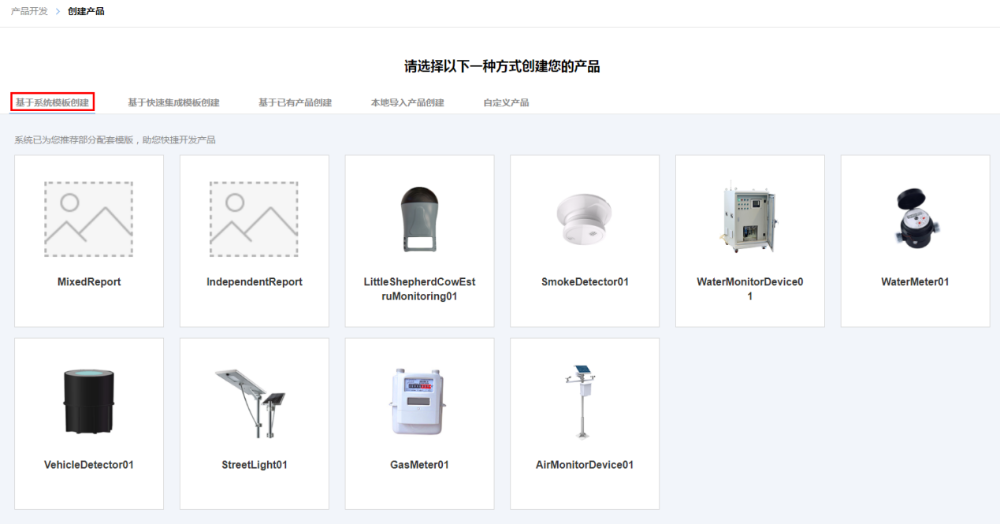 产品开发 > 创建产品
请选择以下一种方式创建您的产品
基于系统模板创建 基于快速集成模板创建 基于已有产品创建 本地导入产品创建 自定义产品
系统已为您推荐部分配套模版，助您快捷开发产品
MixedReport
IndependentReport
LittleShepherdCowEst
ruMonitoring01
SmokeDetector01
WaterMonitorDevice0
1
WaterMeter01
VehicleDetector01
StreetLight01
GasMeter01
AirMonitorDevice01